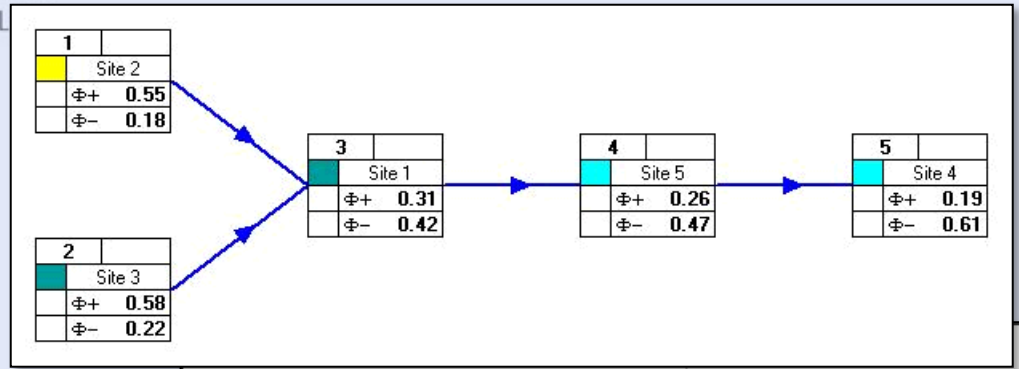 1
Site 2
Φ+ 0.55
Φ− 0.18
2
Site 3
Φ+ 0.58
Φ− 0.22
3
Site 1
Φ+ 0.31
Φ− 0.42
4
Site 5
Φ+ 0.26
Φ− 0.47
5
Site 4
Φ+ 0.19
Φ− 0.61